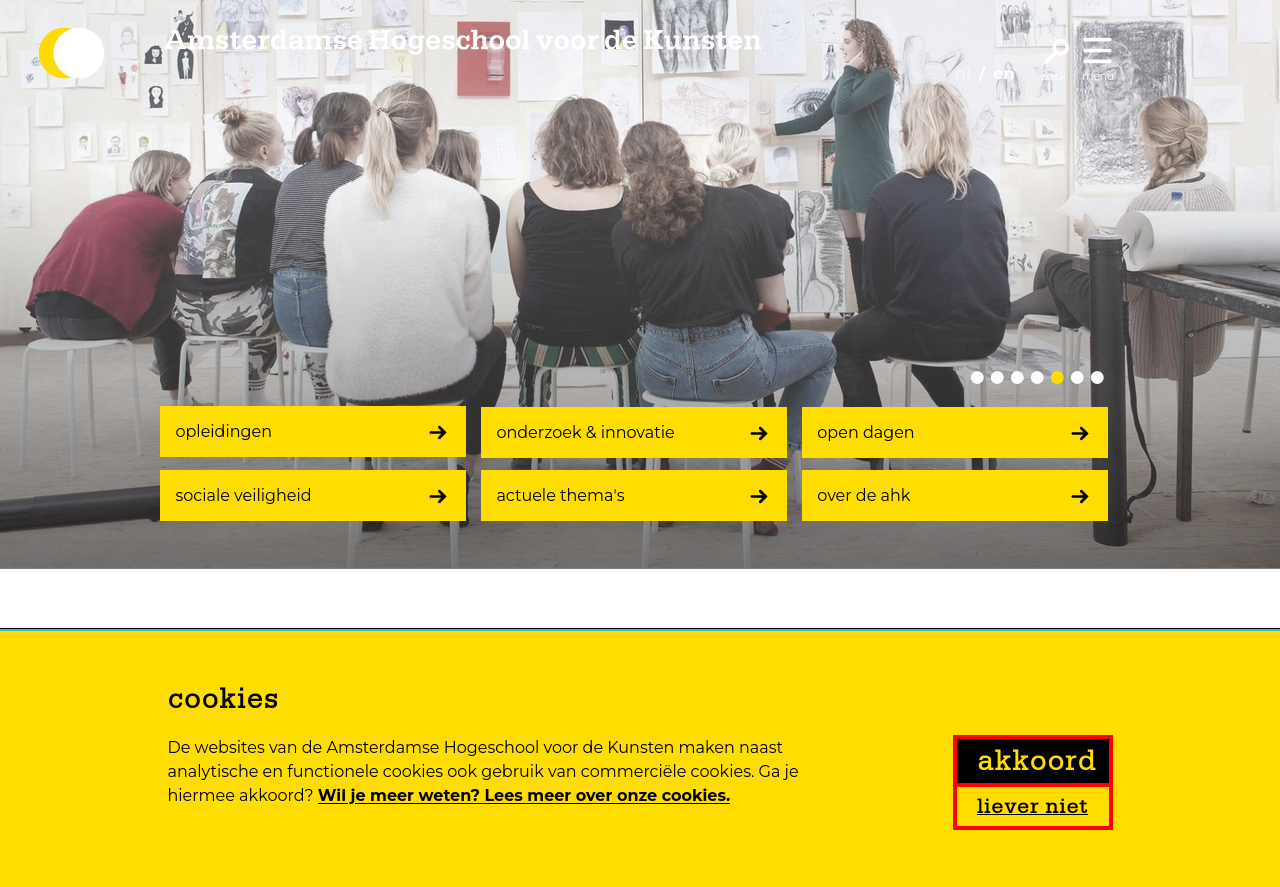 Amsterdamse Hogeschool voor de Kunsten
nl / en
zoek
menu
opleidingen
onderzoek & innovatie
open dagen
sociale veiligheid
actuele thema's
over de ahk
cookies
De websites van de Amsterdamse Hogeschool voor de Kunsten maken naast
analytische en functionele cookies ook gebruik van commerciële cookies. Ga je
hiermee akkoord? Wil je meer weten? Lees meer over onze cookies.
akkoord
liever niet